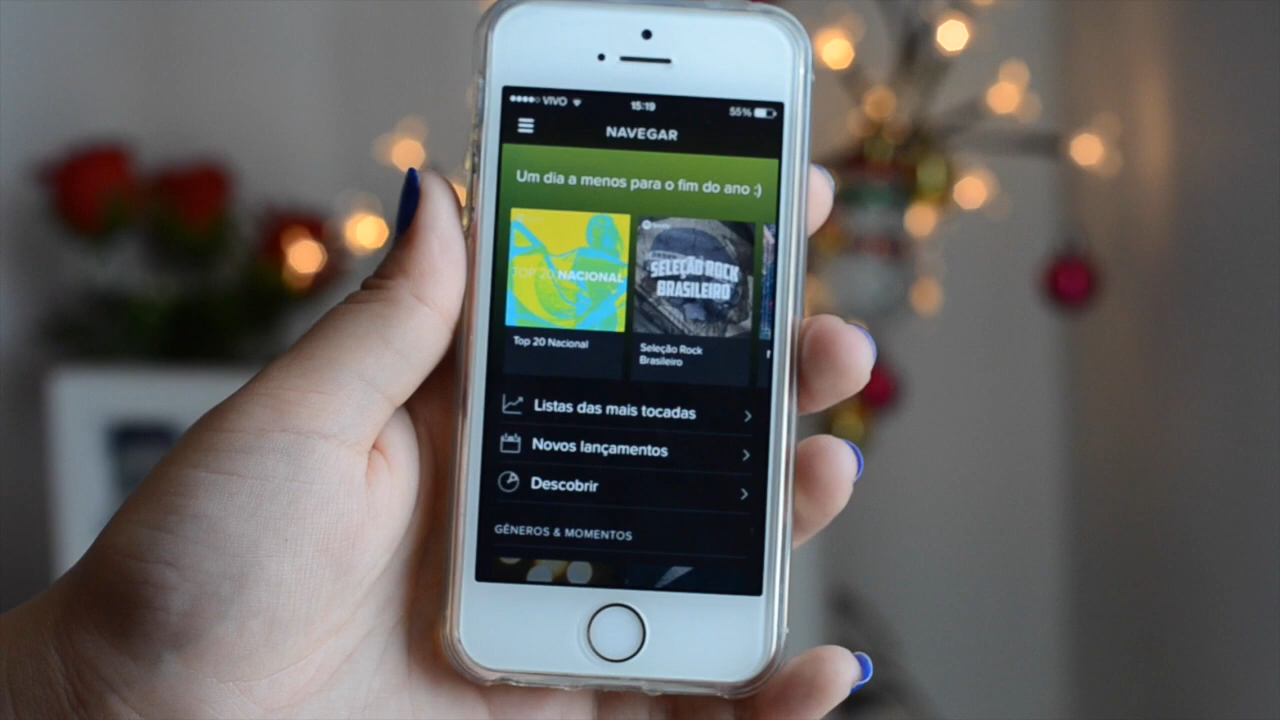 VIVO 15:19 55%
NAVEGAR
Um dia a menos para o fim do ano :)
TOP 20 NACIONAL
SELEÇÃO ROCK
BRASILEIRO
Top 20 Nacional
Seleção Rock
Brasileiro
Listas das mais tocadas
Novos lançamentos
Descobrir
GÊNEROS & MOMENTOS